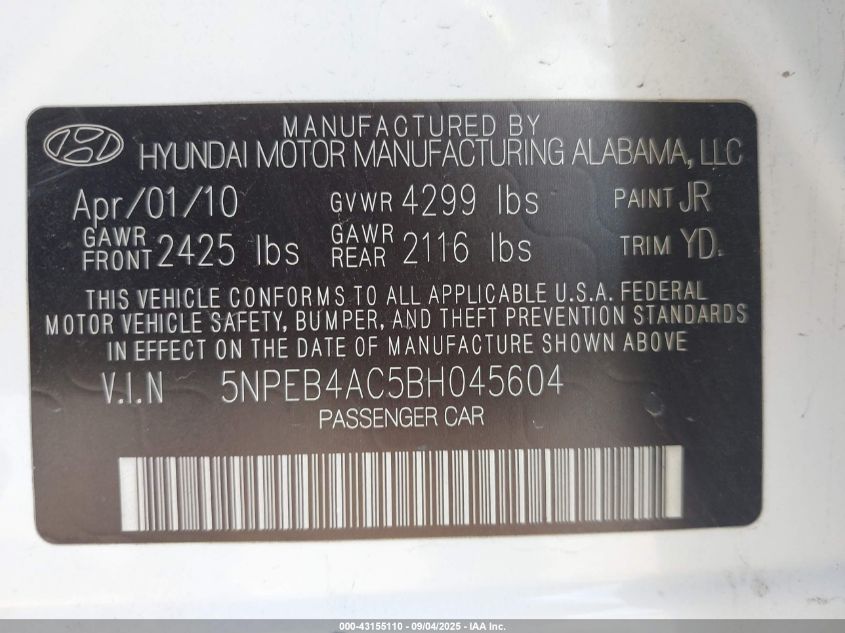 MANUFACTURED BY
HYUNDAI MOTOR MANUFACTURING ALABAMA, LLC
Apr/01/10 GVWR 4299 lbs PAINT JR
GAWR FRONT 2425 lbs GAWR REAR 2116 lbs TRIM YD.
THIS VEHICLE CONFORMS TO ALL APPLICABLE U.S.A. FEDERAL
MOTOR VEHICLE SAFETY, BUMPER, AND THEFT PREVENTION STANDARDS
IN EFFECT ON THE DATE OF MANUFACTURE SHOWN ABOVE
V.I.N 5NPEB4AC5BH045604
PASSENGER CAR
000-43155110 - 09/04/2025 - IAA Inc.